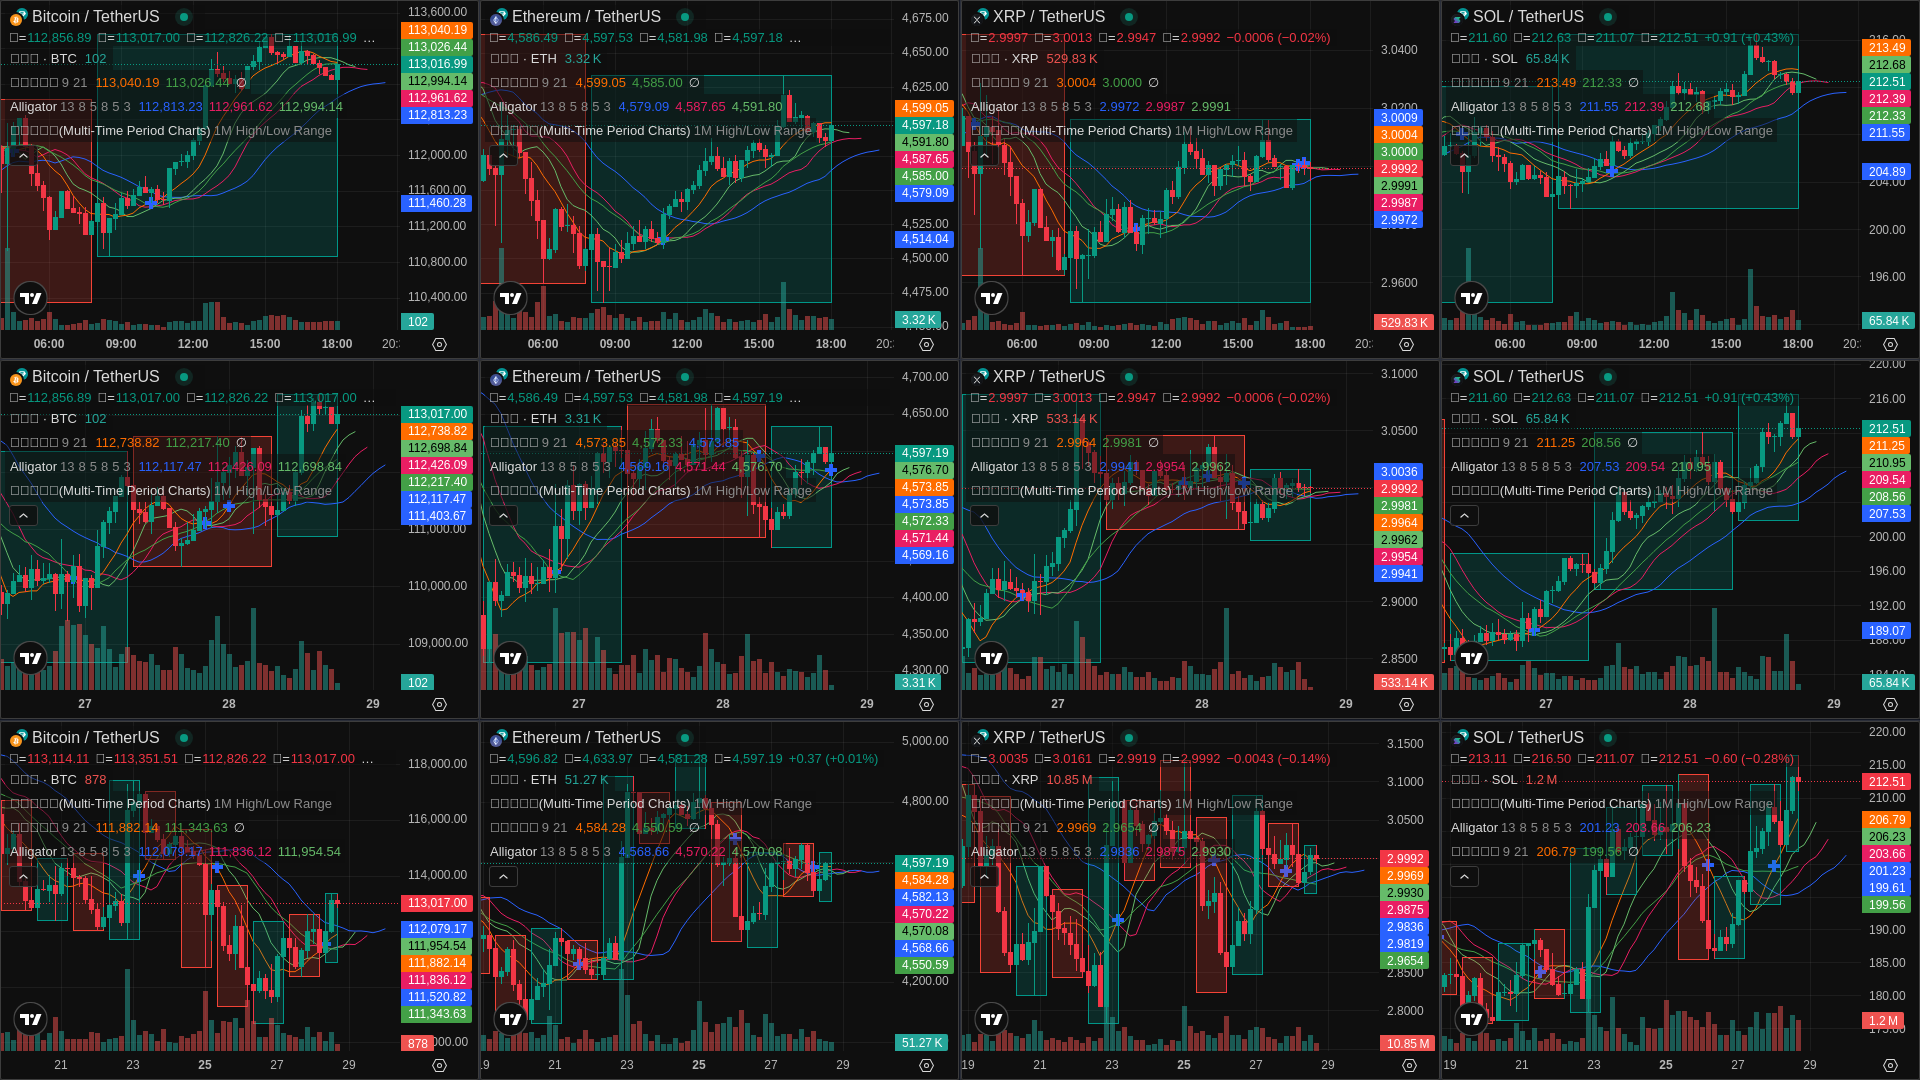 Bitcoin / TetherUS
□=112,856.89 □=113,017.00 □=112,826.22 □=113,016.99 ...
□□□ · BTC 102
□□□□□ 9 21 113,040.19 113,026.44 ∅
Alligator 13 8 5 8 5 3 112,813.23 112,961.62 112,994.14
□□□□□(Multi-Time Period Charts) 1M High/Low Range
113,600.00
113,040.19
113,026.44
113,016.99
112,994.14
112,961.62
112,813.23
112,000.00
111,600.00
111,460.28
111,200.00
110,800.00
110,400.00
102
06:00 09:00 12:00 15:00 18:00
Ethereum / TetherUS
□=4,586.49 □=4,597.53 □=4,581.98 □=4,597.18 ...
□□□ · ETH 3.32 K
□□□□□ 9 21 4,599.05 4,585.00 ∅
Alligator 13 8 5 8 5 3 4,579.09 4,587.65 4,591.80
□□□□□(Multi-Time Period Charts) 1M High/Low Range
4,675.00
4,650.00
4,625.00
4,599.05
4,597.18
4,591.80
4,587.65
4,585.00
4,579.09
4,525.00
4,514.04
4,500.00
4,475.00
3.32 K
06:00 09:00 12:00 15:00 18:00
XRP / TetherUS
□=2.9997 □=3.0013 □=2.9947 □=2.9992 −0.0006 (−0.02%)
□□□ · XRP 529.83 K
□□□□□ 9 21 3.0004 3.0000 ∅
Alligator 13 8 5 8 5 3 2.9972 2.9987 2.9991
□□□□□(Multi-Time Period Charts) 1M High/Low Range
3.0400
3.0200
3.0009
3.0004
3.0000
2.9992
2.9991
2.9987
2.9972
2.9600
529.83 K
06:00 09:00 12:00 15:00 18:00
SOL / TetherUS
□=211.60 □=212.63 □=211.07 □=212.51 +0.91 (+0.43%)
□□□ · SOL 65.84 K
□□□□□ 9 21 213.49 212.33 ∅
Alligator 13 8 5 8 5 3 211.55 212.39 212.68
□□□□□(Multi-Time Period Charts) 1M High/Low Range
213.49
212.68
212.51
212.39
212.33
211.55
204.89
204.00
200.00
196.00
65.84 K
06:00 09:00 12:00 15:00 18:00
Bitcoin / TetherUS
□=112,856.89 □=113,017.00 □=112,826.22 □=113,017.00 ...
□□□ · BTC 102
□□□□□ 9 21 112,738.82 112,217.40 ∅
Alligator 13 8 5 8 5 3 112,117.47 112,426.09 112,698.84
□□□□□(Multi-Time Period Charts) 1M High/Low Range
113,017.00
112,738.82
112,698.84
112,426.09
112,217.40
112,117.47
111,403.67
111,000.00
110,000.00
109,000.00
102
27 28 29
Ethereum / TetherUS
□=4,586.49 □=4,597.53 □=4,581.98 □=4,597.19 ...
□□□ · ETH 3.31 K
□□□□□ 9 21 4,573.85 4,572.33 4,573.85
Alligator 13 8 5 8 5 3 4,569.16 4,571.44 4,576.70
□□□□□(Multi-Time Period Charts) 1M High/Low Range
4,700.00
4,650.00
4,597.19
4,576.70
4,573.85
4,573.85
4,572.33
4,571.44
4,569.16
4,400.00
4,350.00
4,300.00
3.31 K
27 28 29
XRP / TetherUS
□=2.9997 □=3.0013 □=2.9947 □=2.9992 −0.0006 (−0.02%)
□□□ · XRP 533.14 K
□□□□□ 9 21 2.9964 2.9981 ∅
Alligator 13 8 5 8 5 3 2.9941 2.9954 2.9962
□□□□□(Multi-Time Period Charts) 1M High/Low Range
3.1000
3.0500
3.0036
2.9992
2.9981
2.9964
2.9962
2.9954
2.9941
2.9000
2.8500
533.14 K
27 28 29
SOL / TetherUS
□=211.60 □=212.63 □=211.07 □=212.51 +0.91 (+0.43%)
□□□ · SOL 65.84 K
□□□□□ 9 21 211.25 208.56 ∅
Alligator 13 8 5 8 5 3 207.53 209.54 210.95
□□□□□(Multi-Time Period Charts) 1M High/Low Range
220.00
216.00
212.51
211.25
210.95
209.54
208.56
207.53
200.00
196.00
192.00
189.07
65.84 K
27 28 29
Bitcoin / TetherUS
□=113,114.11 □=113,351.51 □=112,826.22 □=113,017.00 ...
□□□ · BTC 878
□□□□□(Multi-Time Period Charts) 1M High/Low Range
□□□□□ 9 21 111,882.14 111,343.63 ∅
Alligator 13 8 5 8 5 3 112,079.17 111,836.12 111,954.54
118,000.00
116,000.00
114,000.00
113,017.00
112,079.17
111,954.54
111,882.14
111,836.12
111,520.82
111,343.63
878
21 23 25 27 29
Ethereum / TetherUS
□=4,596.82 □=4,633.97 □=4,581.28 □=4,597.19 +0.37 (+0.01%)
□□□ · ETH 51.27 K
□□□□□(Multi-Time Period Charts) 1M High/Low Range
□□□□□ 9 21 4,584.28 4,550.59 ∅
Alligator 13 8 5 8 5 3 4,568.66 4,570.22 4,570.08
5,000.00
4,800.00
4,597.19
4,584.28
4,582.13
4,570.22
4,570.08
4,568.66
4,550.59
4,200.00
51.27 K
21 23 25 27 29
XRP / TetherUS
□=3.0035 □=3.0161 □=2.9919 □=2.9992 −0.0043 (−0.14%)
□□□ · XRP 10.85 M
□□□□□(Multi-Time Period Charts) 1M High/Low Range
□□□□□ 9 21 2.9969 2.9654 ∅
Alligator 13 8 5 8 5 3 2.9836 2.9875 2.9930
3.1500
3.1000
3.0500
2.9992
2.9969
2.9930
2.9875
2.9836
2.9819
2.9654
2.8500
2.8000
10.85 M
19 21 23 25 27 29
SOL / TetherUS
□=213.11 □=216.50 □=211.07 □=212.51 −0.60 (−0.28%)
□□□ · SOL 1.2 M
□□□□□(Multi-Time Period Charts) 1M High/Low Range
Alligator 13 8 5 8 5 3 201.23 203.66 206.23
□□□□□ 9 21 206.79 199.56 ∅
220.00
215.00
212.51
210.00
206.79
206.23
203.66
201.23
199.61
199.56
190.00
185.00
180.00
1.2 M
19 21 23 25 27 29